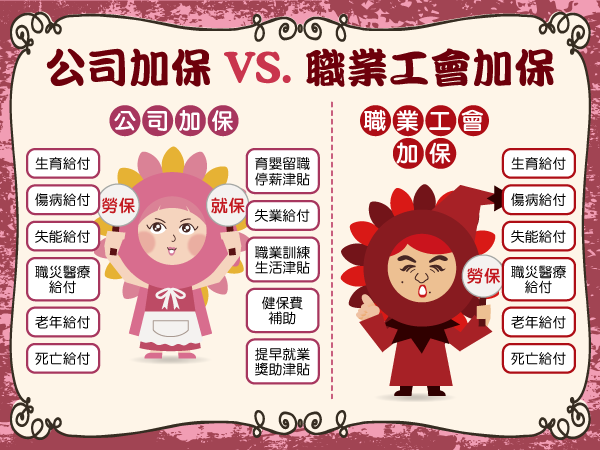 公司加保 VS. 職業工會加保
公司加保
生育給付
傷病給付
失能給付
職災醫療
給付
老年給付
死亡給付
勞保
就保
育嬰留職
停薪津貼
失業給付
職業訓練
生活津貼
健保費
補助
提早就業
獎助津貼
職業工會
加保
勞保
生育給付
傷病給付
失能給付
職災醫療
給付
老年給付
死亡給付